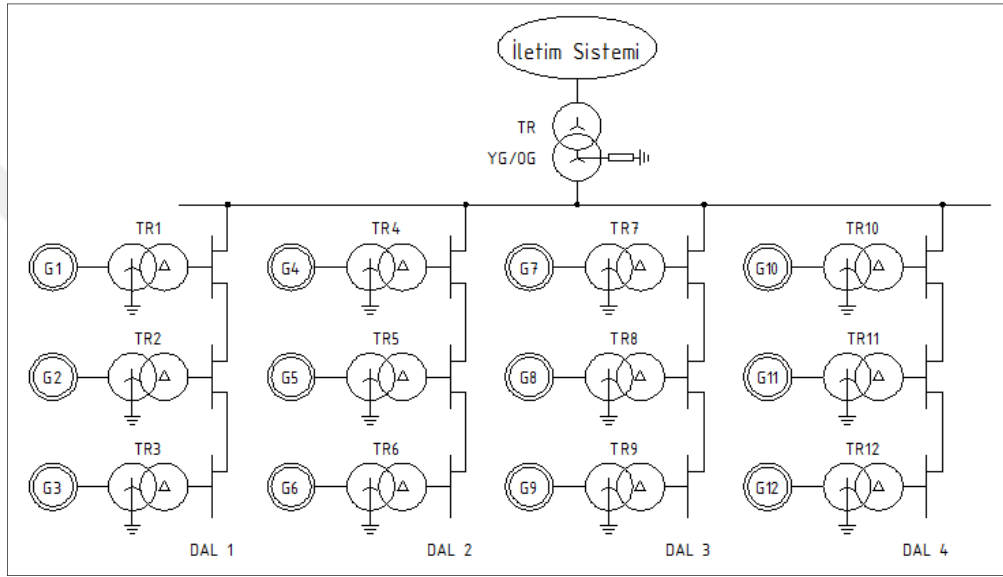 İletim Sistemi
TR
YG/OG
TR1 TR4 TR7 TR10
G1 G4 G7 G10
TR2 TR5 TR8 TR11
G2 G5 G8 G11
TR3 TR6 TR9 TR12
G3 G6 G9 G12
DAL 1 DAL 2 DAL 3 DAL 4